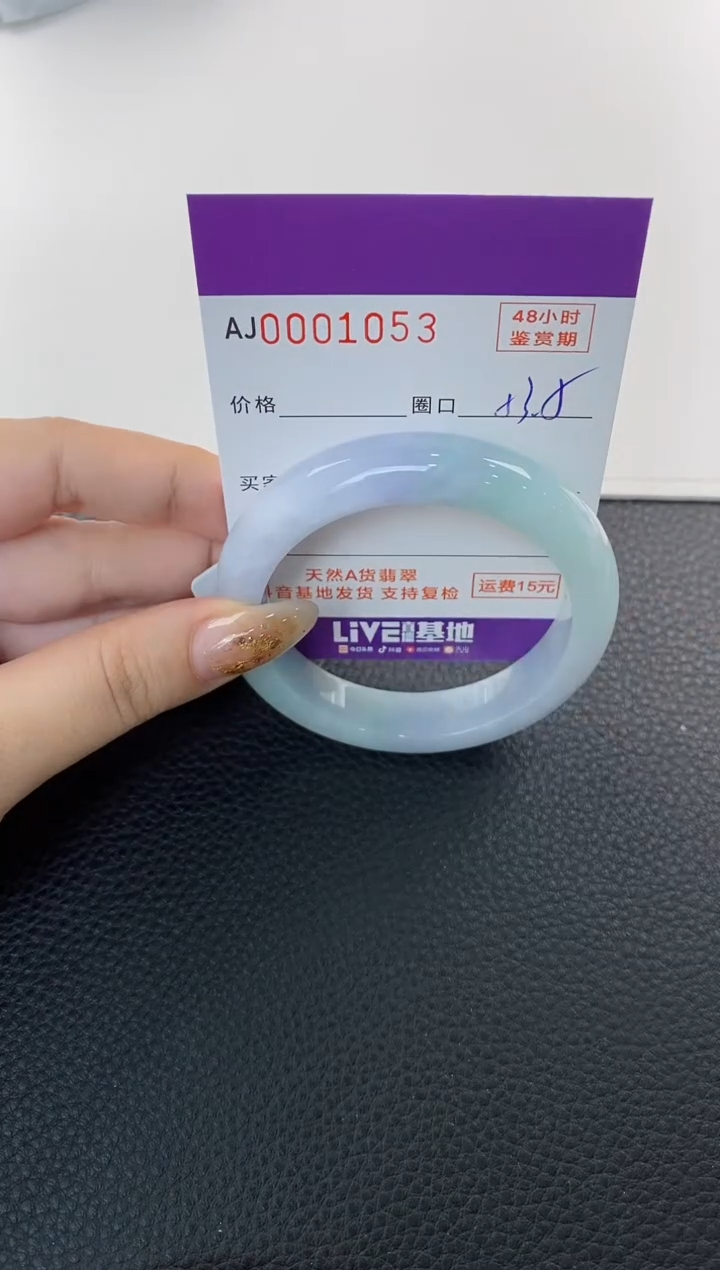 AJ0001053
48小时
鉴赏期
价格 圈口
买
天然A货翡翠
音基地发货 支持复检
运费15元
LiVE 基地